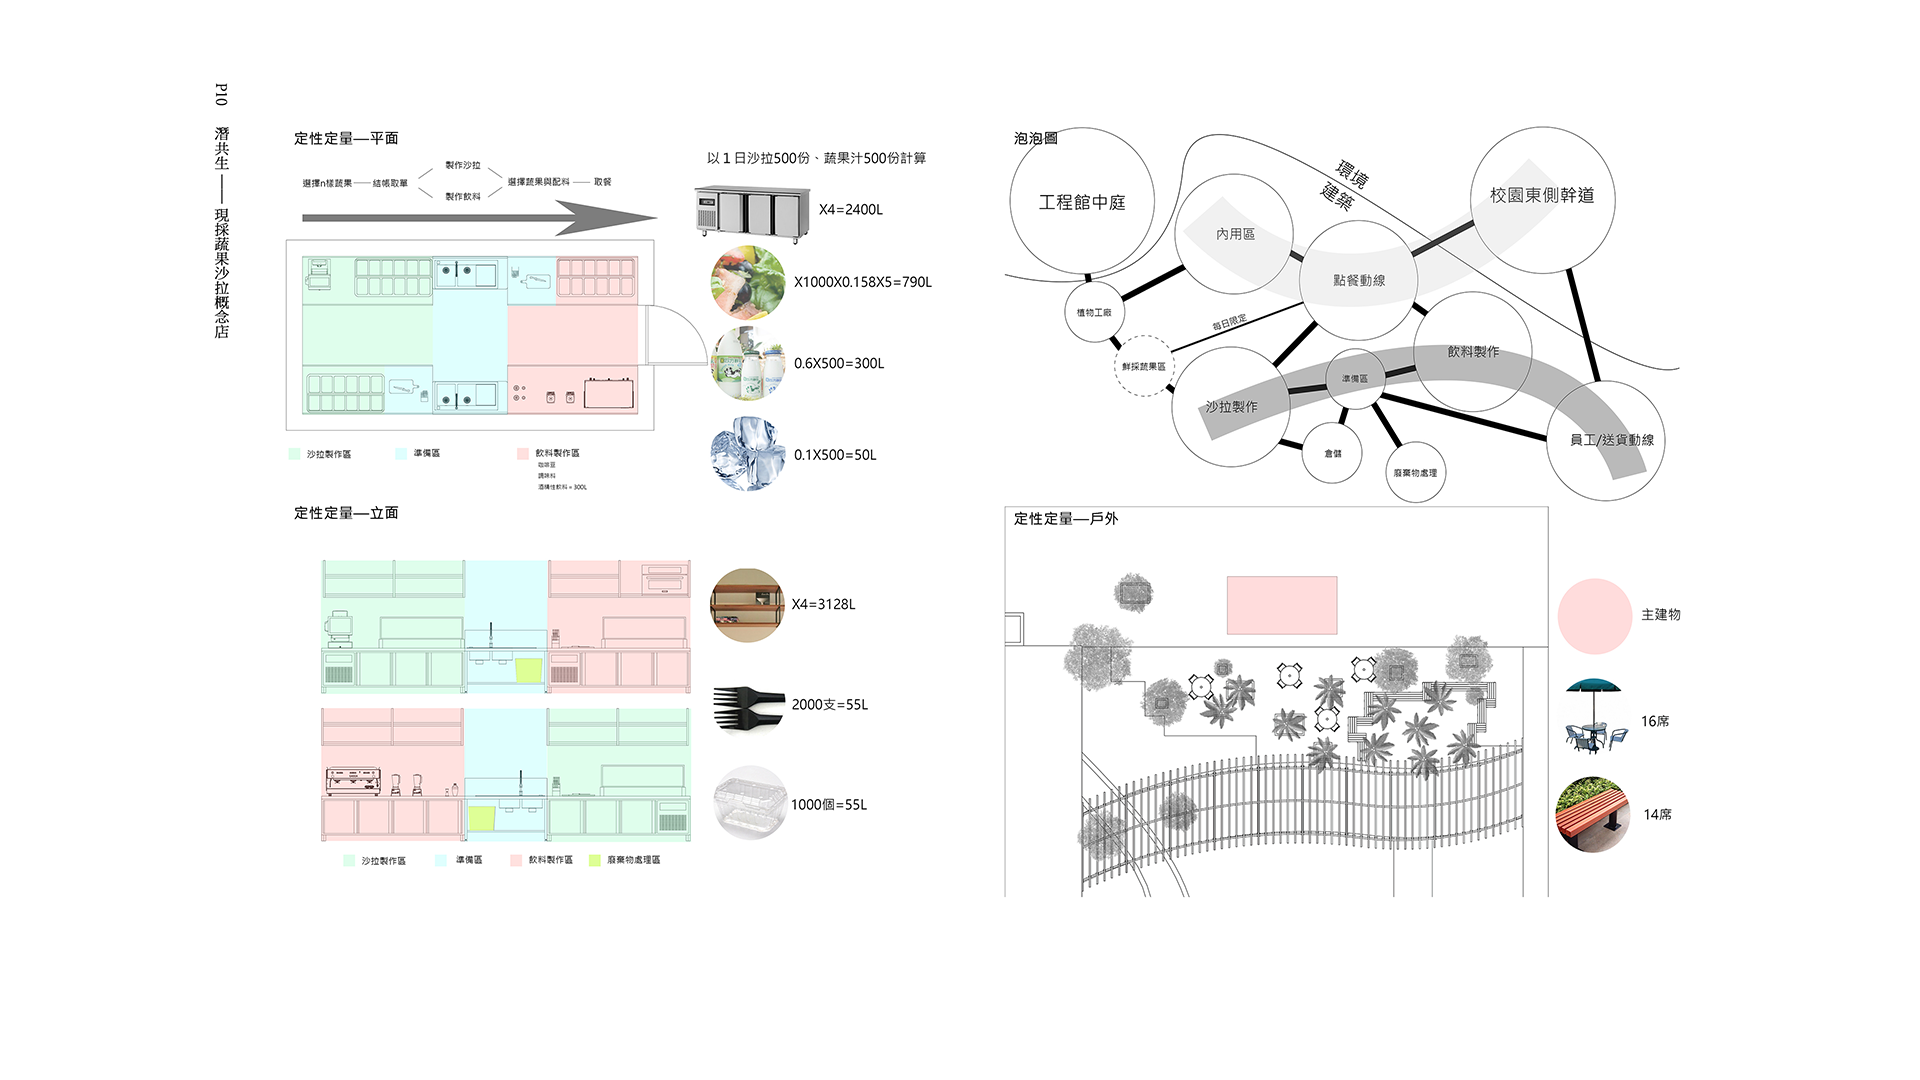 P10 潛共生 —— 現採蔬果沙拉概念店
定性定量—平面
選擇n樣蔬果 結帳取單 製作沙拉 選擇蔬果與配料 取餐
製作飲料
以１日沙拉500份、蔬果汁500份計算
X4=2400L
X1000X0.158X5=790L
0.6X500=300L
0.1X500=50L
沙拉製作區 準備區 飲料製作區
咖啡豆
調味料
酒精性飲料 = 300L
定性定量—立面
X4=3128L
2000支=55L
1000個=55L
沙拉製作區 準備區 飲料製作區 廢棄物處理區
泡泡圖
工程館中庭
環境
建築
校園東側幹道
內用區
點餐動線
植物工廠
每日限定
鮮採蔬果區
飲料製作
準備區
沙拉製作
員工/送貨動線
倉儲
廢棄物處理
定性定量—戶外
主建物
16席
14席